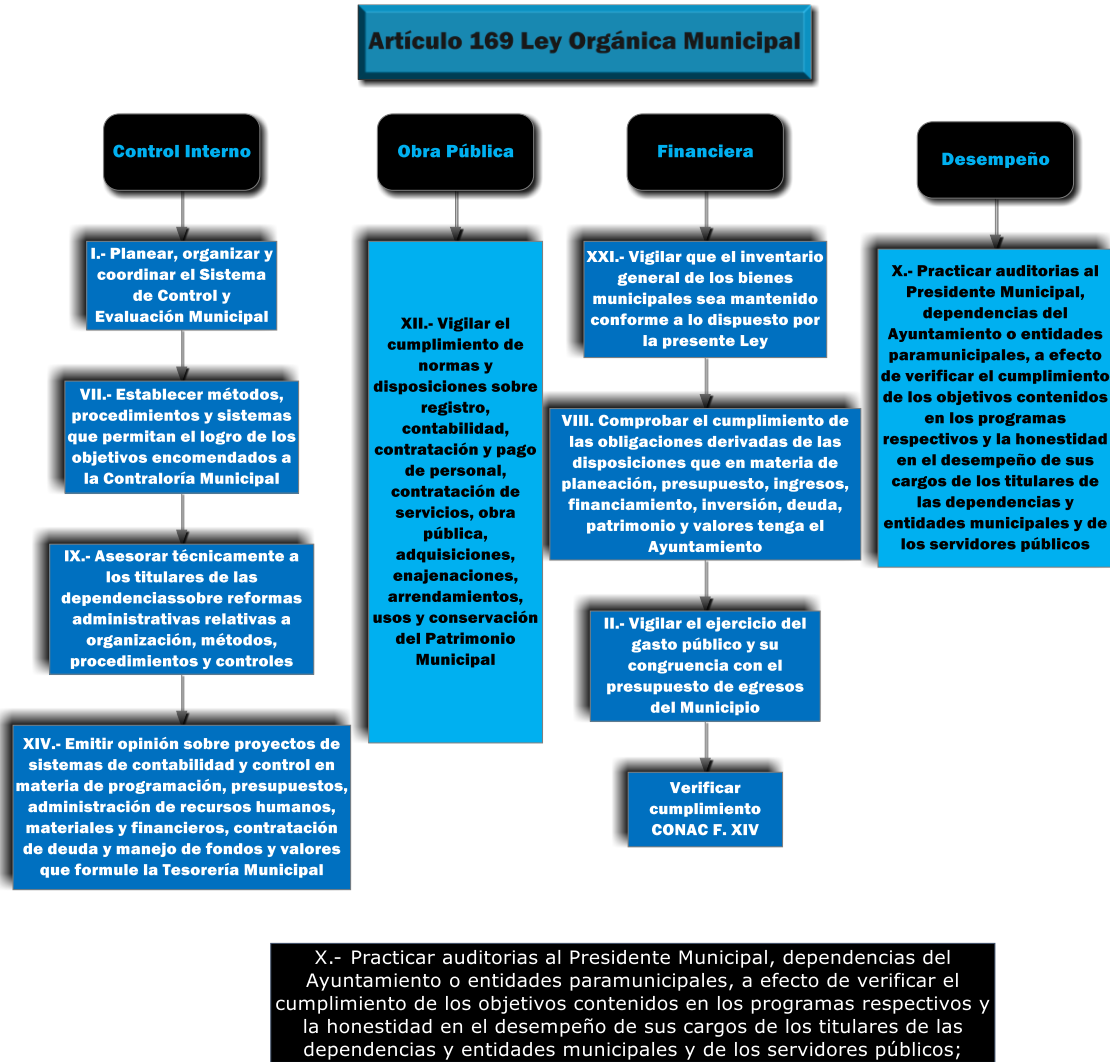 Artículo 169 Ley Orgánica Municipal
Control Interno
I.- Planear, organizar y
coordinar el Sistema
de Control y
Evaluación Municipal
VII.- Establecer métodos,
procedimientos y sistemas
que permitan el logro de los
objetivos encomendados a
la Contraloría Municipal
IX.- Asesorar técnicamente a
los titulares de las
dependenciassobre reformas
administrativas relativas a
organización, métodos,
procedimientos y controles
XIV.- Emitir opinión sobre proyectos de
sistemas de contabilidad y control en
materia de programación, presupuestos,
administración de recursos humanos,
materiales y financieros, contratación
de deuda y manejo de fondos y valores
que formule la Tesorería Municipal
Obra Pública
XII.- Vigilar el
cumplimiento de
normas y
disposiciones sobre
registro,
contabilidad,
contratación y pago
de personal,
contratación de
servicios, obra
pública,
adquisiciones,
enajenaciones,
arrendamientos,
usos y conservación
del Patrimonio
Municipal
Financiera
XXI.- Vigilar que el inventario
general de los bienes
municipales sea mantenido
conforme a lo dispuesto por
la presente Ley
VIII. Comprobar el cumplimiento de
las obligaciones derivadas de las
disposiciones que en materia de
planeación, presupuesto, ingresos,
financiamiento, inversión, deuda,
patrimonio y valores tenga el
Ayuntamiento
II.- Vigilar el ejercicio del
gasto público y su
congruencia con el
presupuesto de egresos
del Municipio
Verificar
cumplimiento
CONAC F. XIV
Desempeño
X.- Practicar auditorias al
Presidente Municipal,
dependencias del
Ayuntamiento o entidades
paramunicipales, a efecto
de verificar el cumplimiento
de los objetivos contenidos
en los programas
respectivos y la honestidad
en el desempeño de sus
cargos de los titulares de
las dependencias y
entidades municipales y de
los servidores públicos
X.- Practicar auditorias al Presidente Municipal, dependencias del
Ayuntamiento o entidades paramunicipales, a efecto de verificar el
cumplimiento de los objetivos contenidos en los programas respectivos y
la honestidad en el desempeño de sus cargos de los titulares de las
dependencias y entidades municipales y de los servidores públicos;